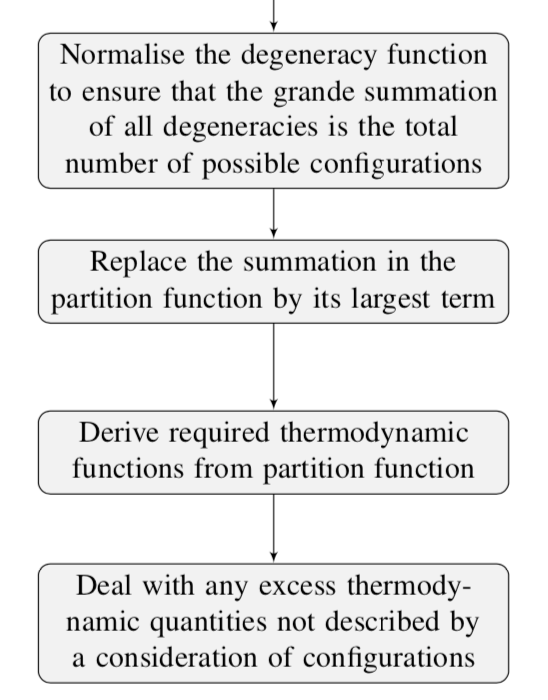 Normalise the degeneracy function
to ensure that the grande summation
of all degeneracies is the total
number of possible configurations
Replace the summation in the
partition function by its largest term
Derive required thermodynamic
functions from partition function
Deal with any excess thermody-
namic quantities not described by
a consideration of configurations